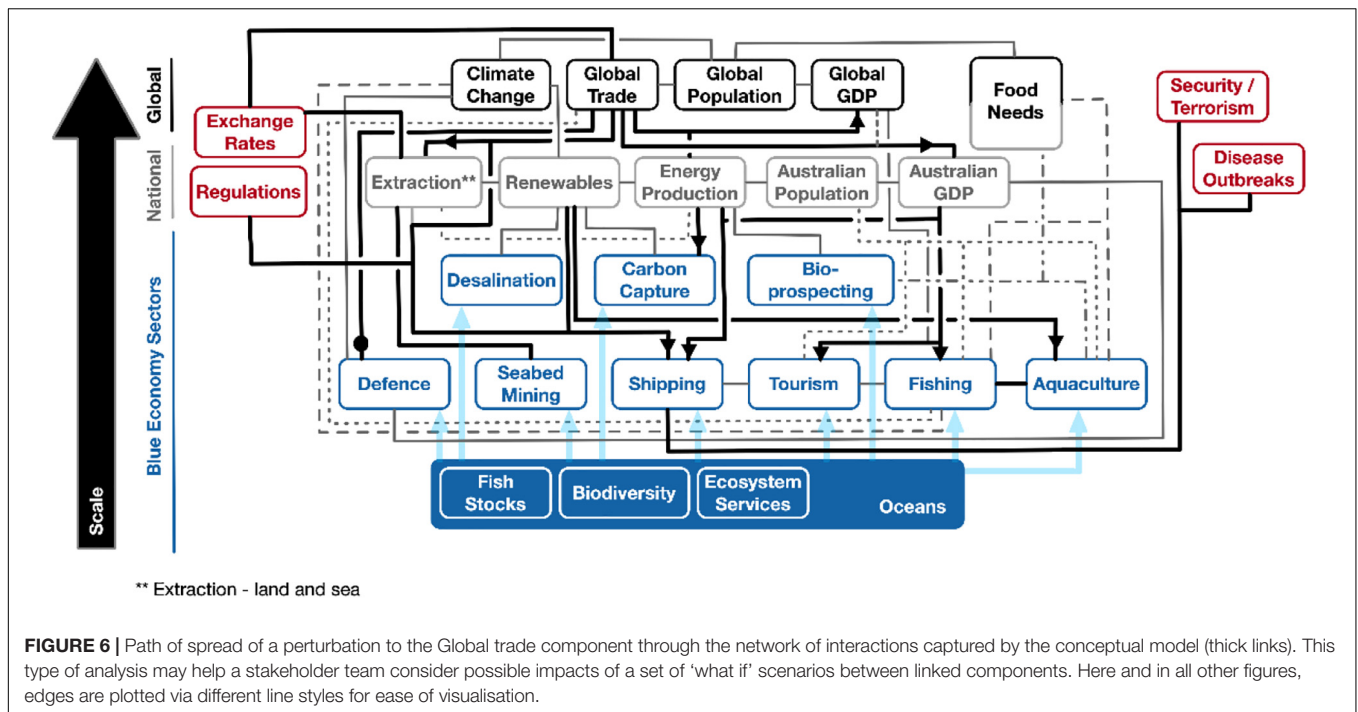 Global
National
Blue Economy Sectors
Scale
Climate
Change
Global
Trade
Global
Population
Global
GDP
Food
Needs
Security /
Terrorism
Exchange
Rates
Disease
Outbreaks
Regulations
Extraction**
Renewables
Energy
Production
Australian
Population
Australian
GDP
Desalination
Carbon
Capture
Bio-
prospecting
Defence
Seabed
Mining
Shipping
Tourism
Fishing
Aquaculture
Fish
Stocks
Biodiversity
Ecosystem
Services
Oceans
** Extraction - land and sea
FIGURE 6 | Path of spread of a perturbation to the Global trade component through the network of interactions captured by the conceptual model (thick links). This
type of analysis may help a stakeholder team consider possible impacts of a set of ‘what if’ scenarios between linked components. Here and in all other figures,
edges are plotted via different line styles for ease of visualisation.